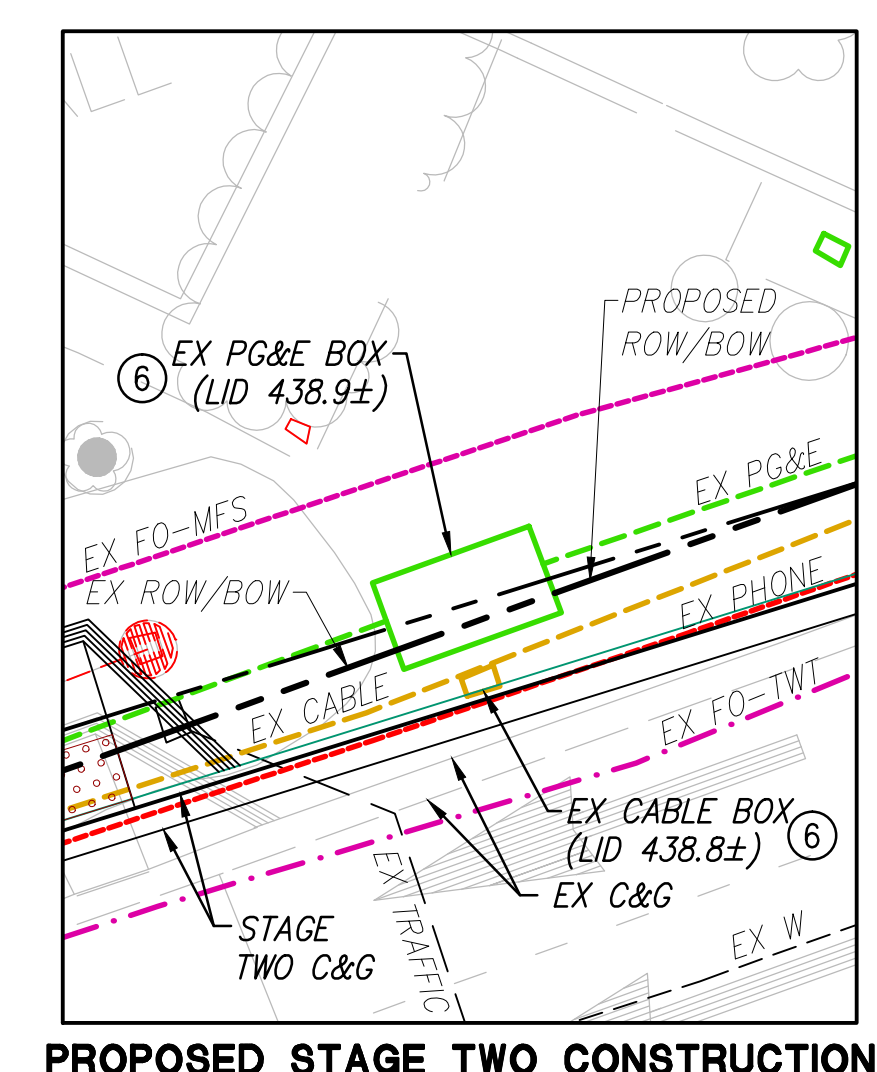 PROPOSED
ROW/BOW
6
EX PG&E BOX
(LID 438.9±)
EX PG&E
EX FO-MFS
EX ROW/BOW
EX PHONE
EX CABLE
EX FO-TWT
EX CABLE BOX
(LID 438.8±)
6
EX C&G
EX TRAFFIC
STAGE
TWO C&G
EX W
PROPOSED STAGE TWO CONSTRUCTION